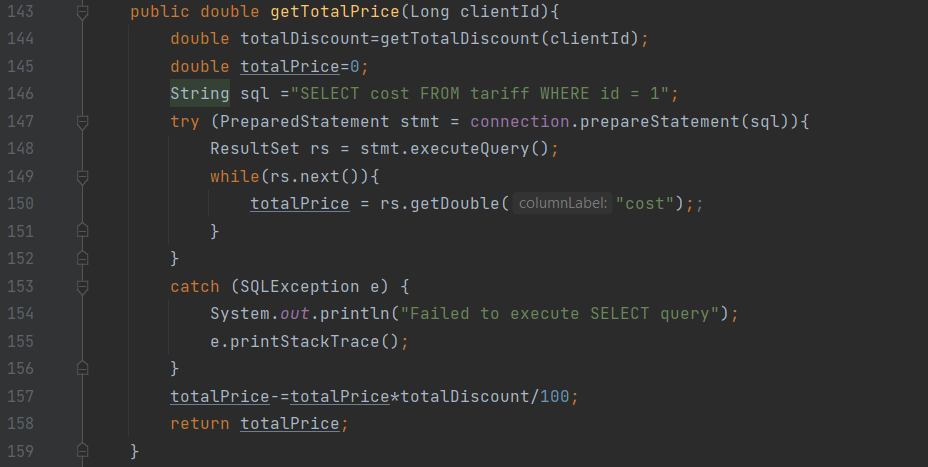 143 public double getTotalPrice(Long clientId){
144 double totalDiscount=getTotalDiscount(clientId);
145 double totalPrice=0;
146 String sql ="SELECT cost FROM tariff WHERE id = 1";
147 try (PreparedStatement stmt = connection.prepareStatement(sql)){
148 ResultSet rs = stmt.executeQuery();
149 while(rs.next()){
150 totalPrice = rs.getDouble( columnLabel: "cost");;
151 }
152 }
153 catch (SQLException e) {
154 System.out.println("Failed to execute SELECT query");
155 e.printStackTrace();
156 }
157 totalPrice-=totalPrice*totalDiscount/100;
158 return totalPrice;
159 }